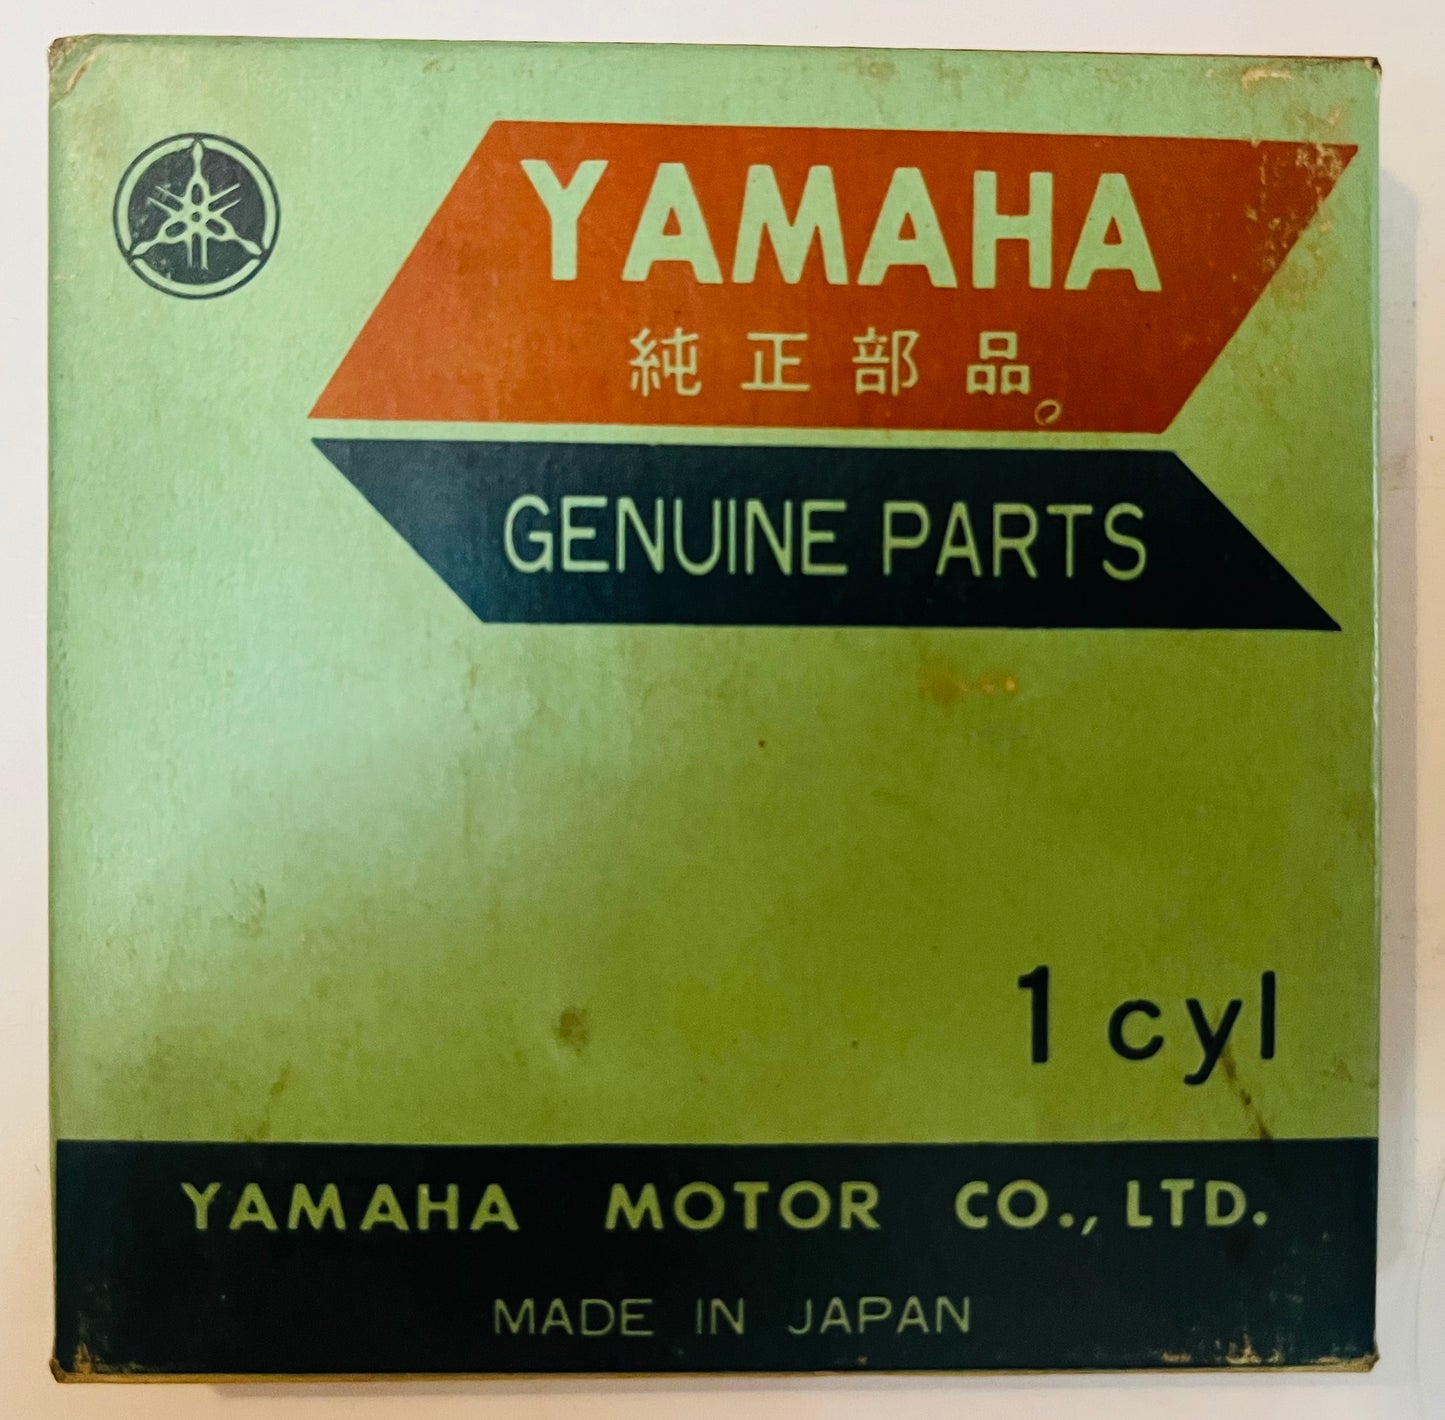 YAMAHA
純正部品
GENUINE PARTS
1 cyl
YAMAHA MOTOR CO., LTD.
MADE IN JAPAN